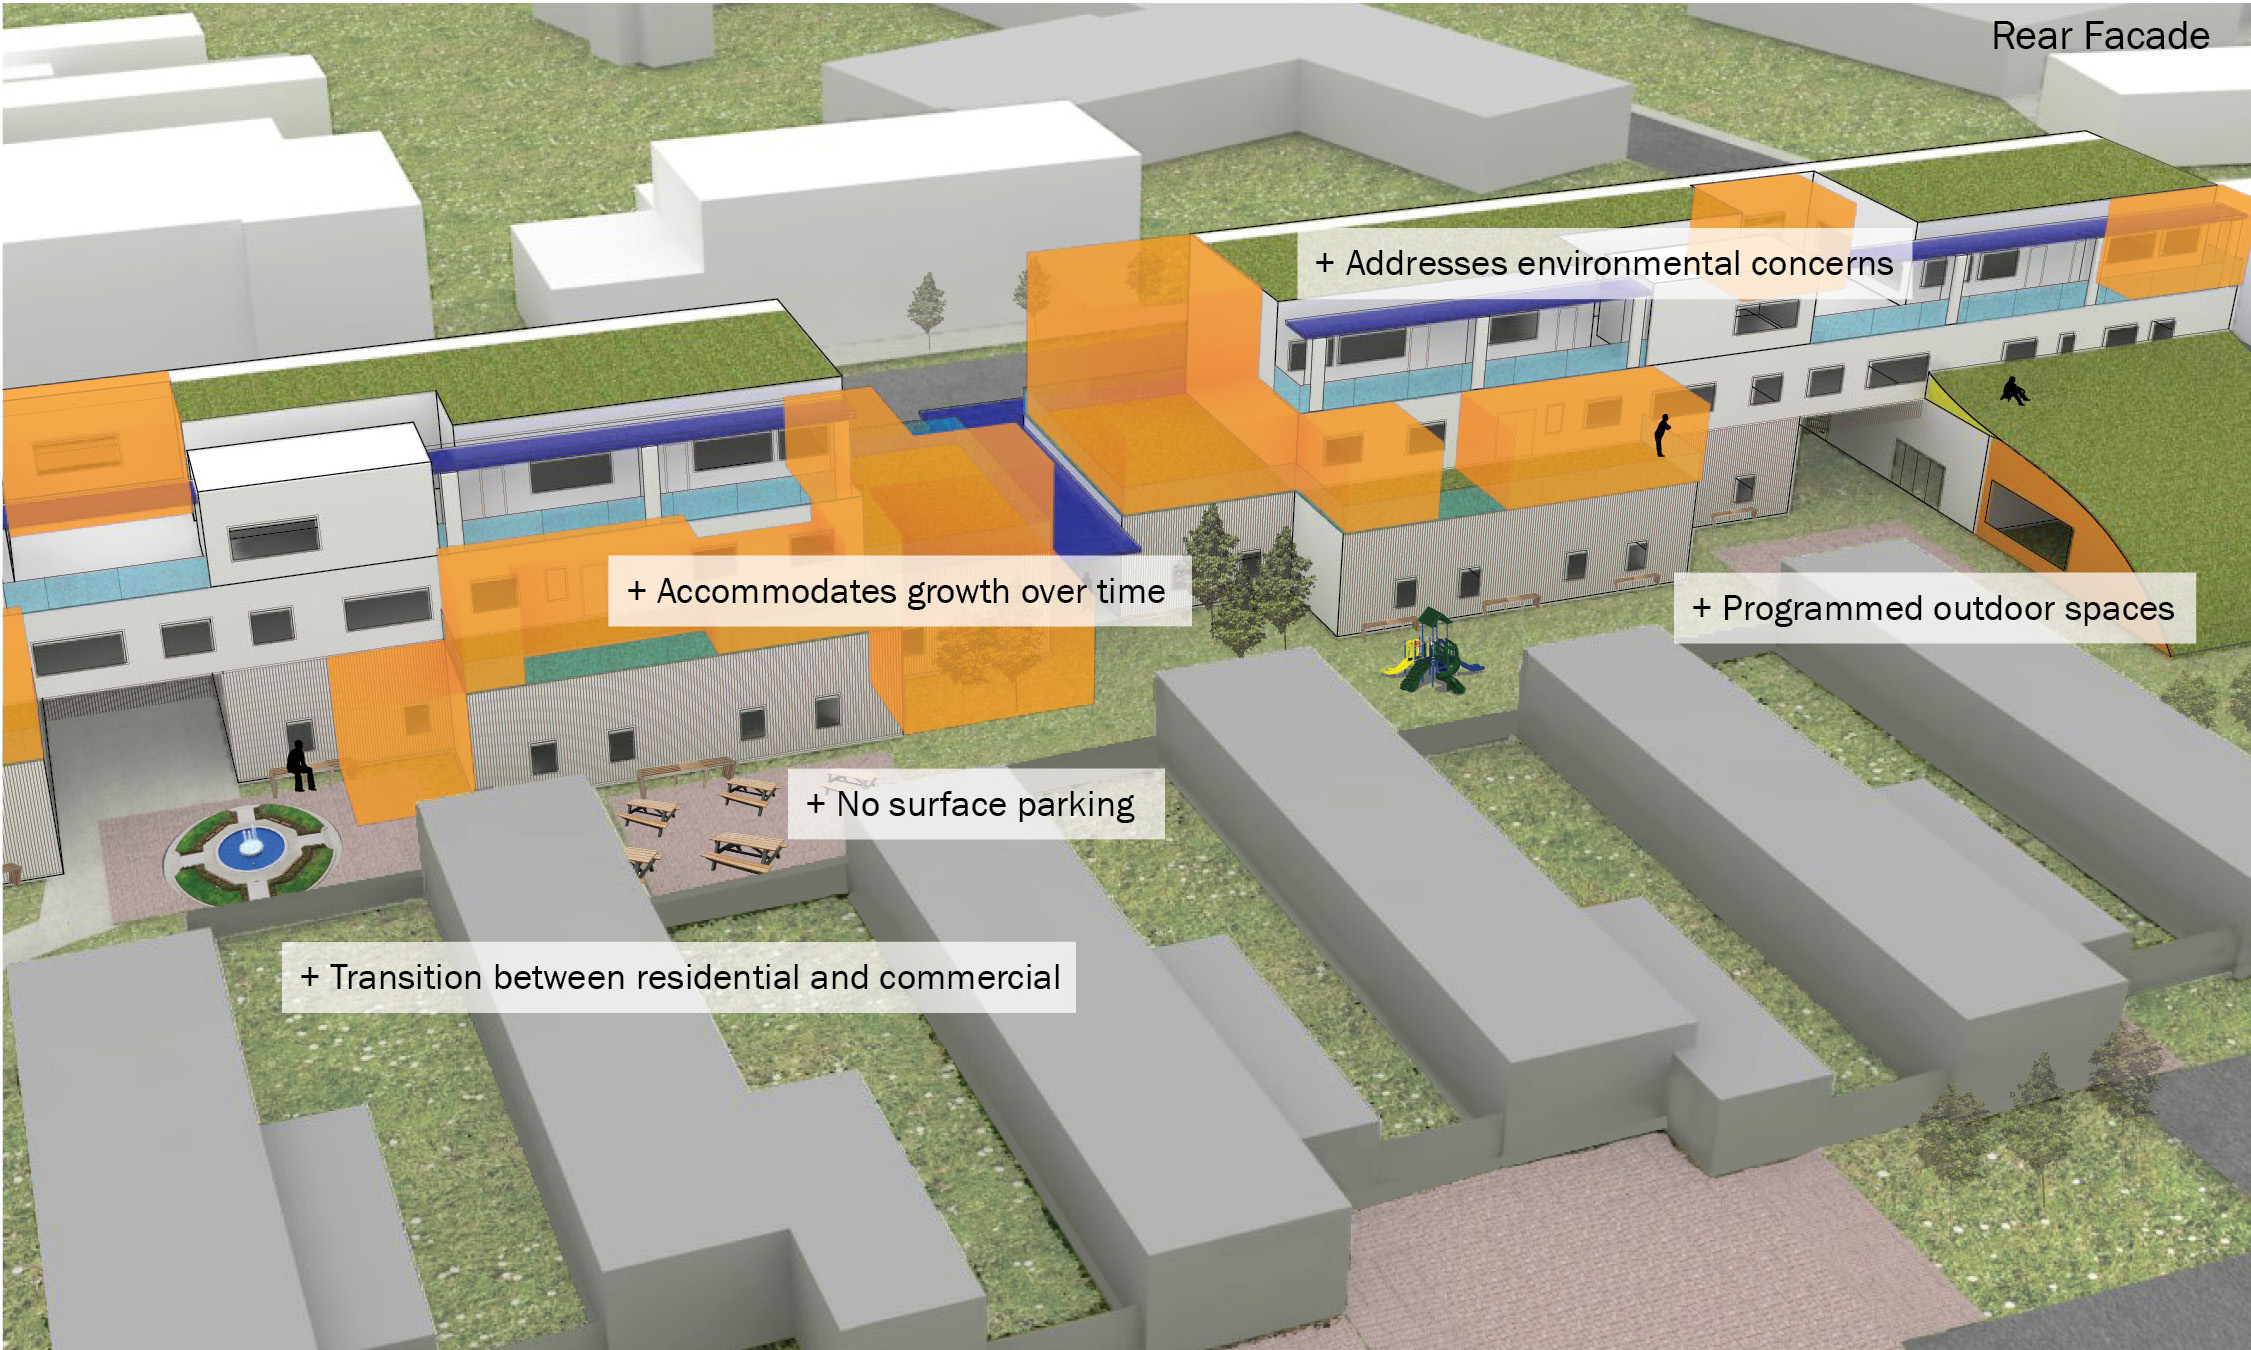 Rear Facade
+ Addresses environmental concerns
+ Accommodates growth over time
+ Programmed outdoor spaces
+ No surface parking
+ Transition between residential and commercial